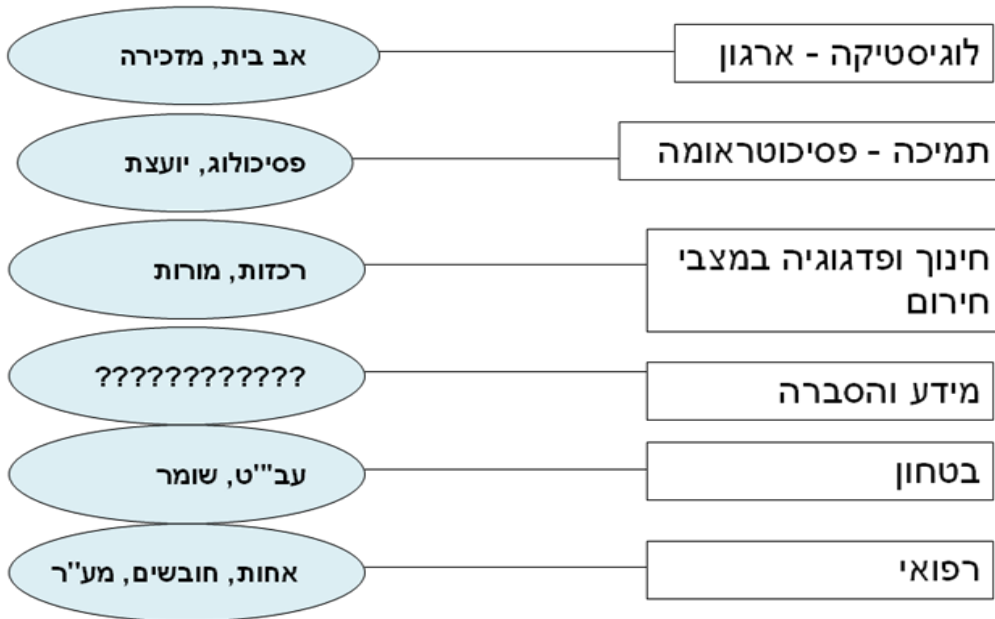 לוגיסטיקה - ארגון
אב בית, מזכירה
תמיכה - פסיכוטראומה
פסיכולוג, יועצת
חינוך ופדגוגיה במצבי
חירום
רכזות, מורות
מידע והסברה
????????????
בטחון
עב"'ט, שומר
רפואי
אחות, חובשים, מע''ר